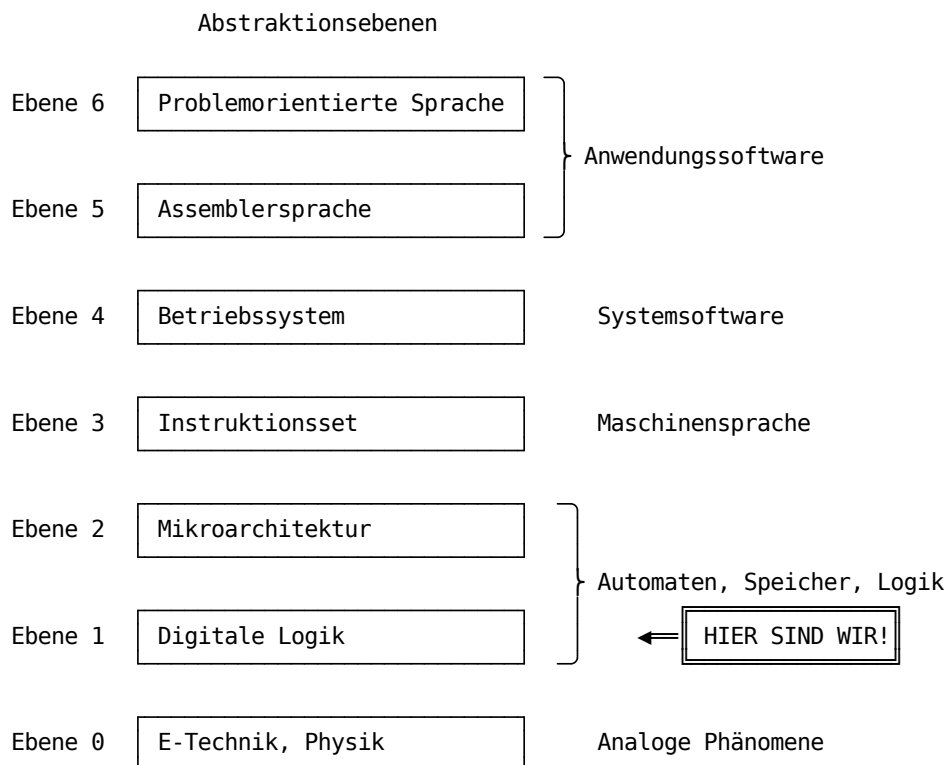 Abstraktionsebenen
Ebene 6 Problemorientierte Sprache
Anwendungssoftware
Ebene 5 Assemblersprache
Ebene 4 Betriebssystem Systemsoftware
Ebene 3 Instruktionsset Maschinensprache
Ebene 2 Mikroarchitektur
Automaten, Speicher, Logik
Ebene 1 Digitale Logik HIER SIND WIR!
Ebene 0 E-Technik, Physik Analoge Phänomene